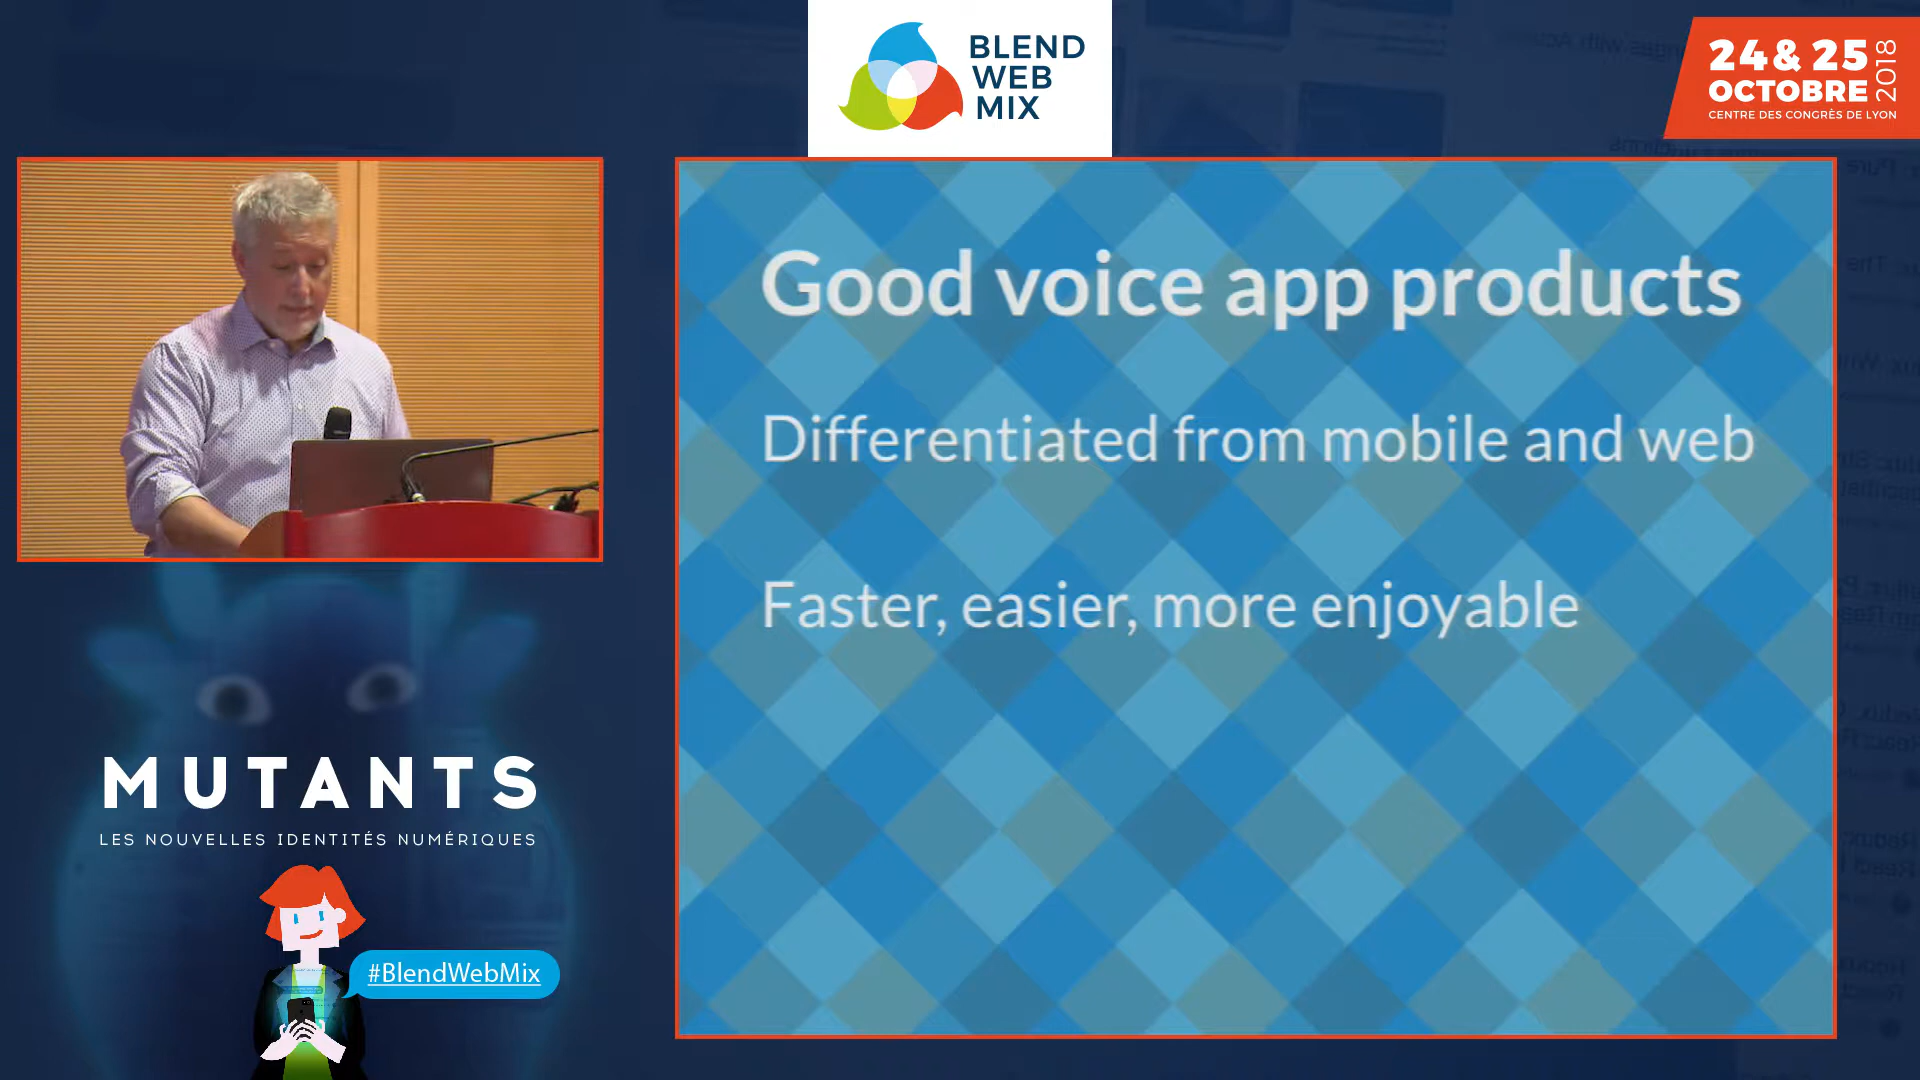 BLEND
WEB
MIX
24 & 25
OCTOBRE
2018
CENTRE DES CONGRÈS DE LYON
Good voice app products
Differentiated from mobile and web
Faster, easier, more enjoyable
MUTANTS
LES NOUVELLES IDENTITÉS NUMÉRIQUES
#BlendWebMix